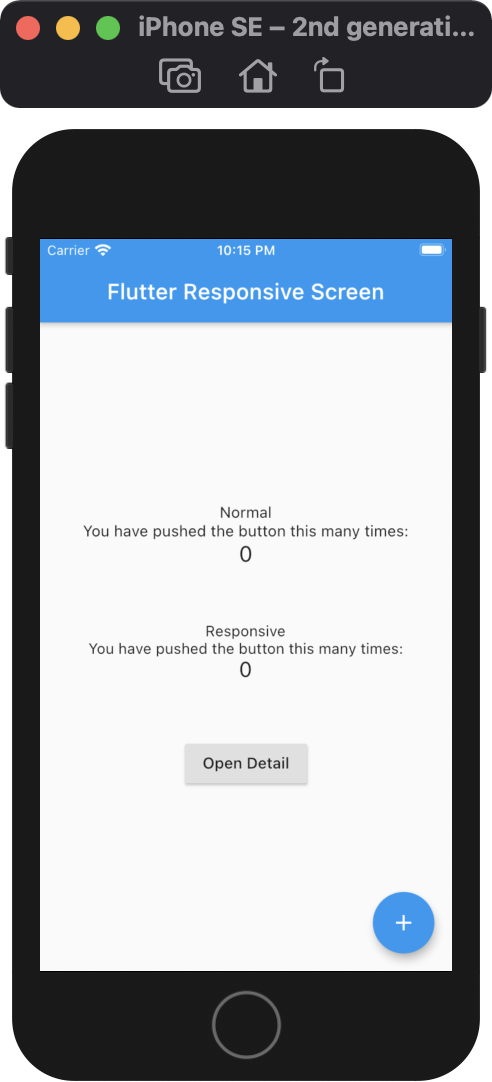 iPhone SE – 2nd generati...
Carrier
10:15 PM
Flutter Responsive Screen
Normal
You have pushed the button this many times:
0
Responsive
You have pushed the button this many times:
0
Open Detail
+